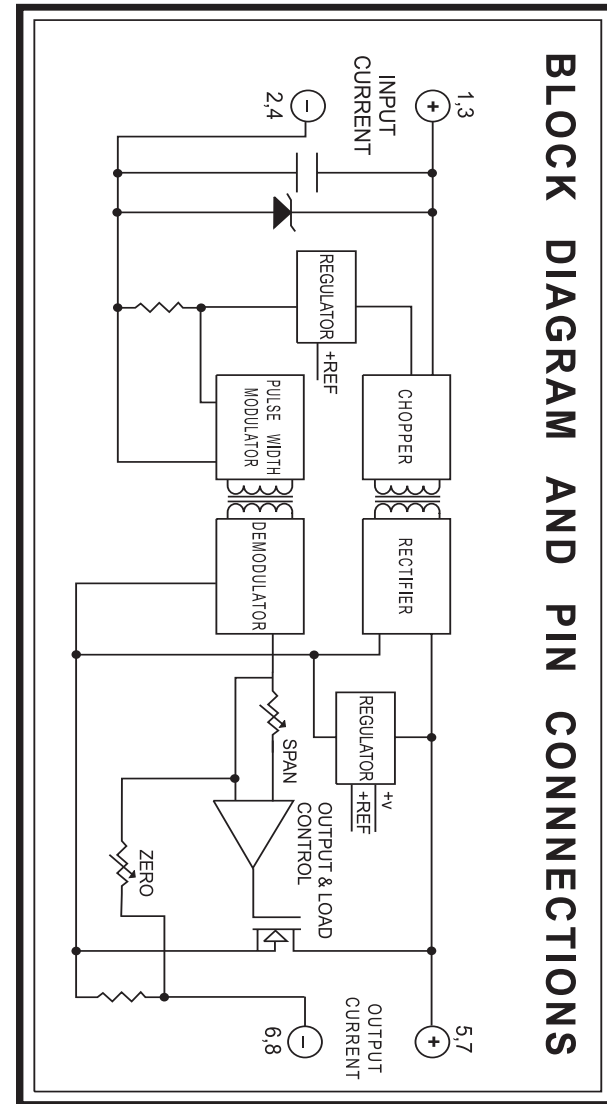 BLOCK DIAGRAM AND PIN CONNNECTIONS
1,3
+
INPUT
CURRENT
−
2,4
REGULATOR
+REF
CHOPPER
PULSE WIDTH
MODULATOR
RECTIFIER
DEMODULATOR
REGULATOR
+v
+REF
SPAN
OUTPUT & LOAD
CONTROL
ZERO
5,7
+
OUTPUT
CURRENT
−
6,8